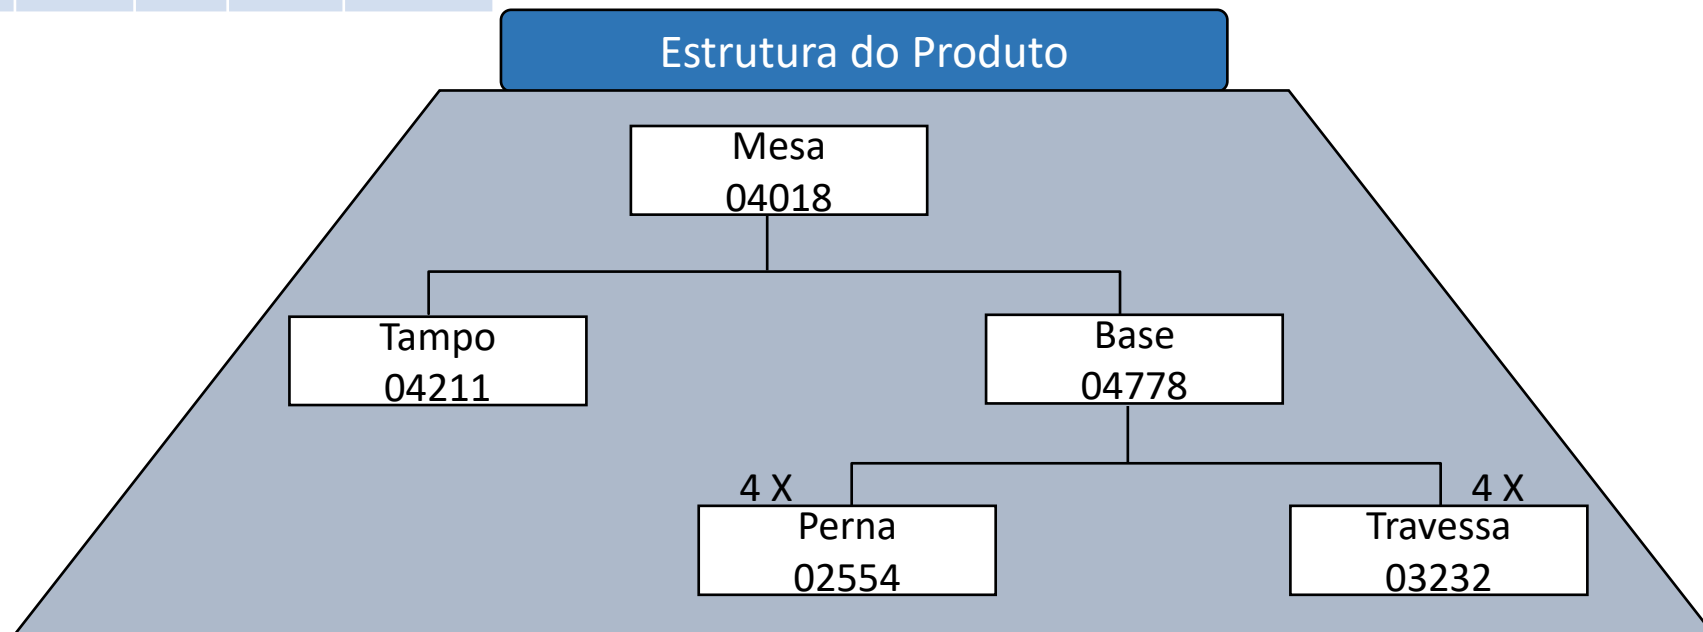 Estrutura do Produto
Mesa
04018
Tampo
04211
Base
04778
4 X
4 X
Perna
02554
Travessa
03232